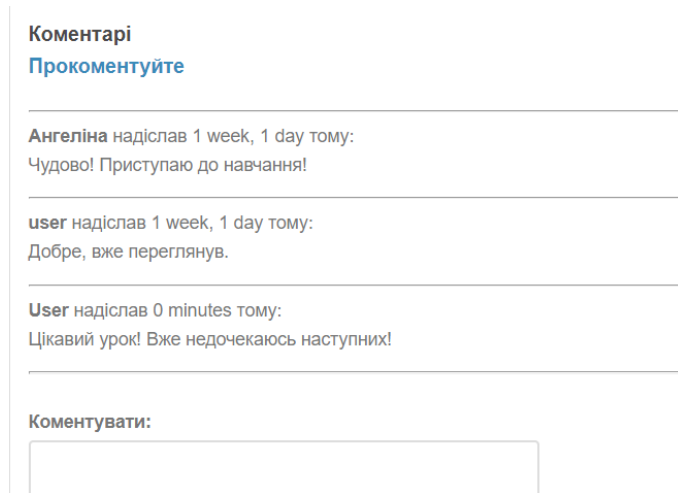 Коментарі
Прокоментуйте
Ангеліна надіслав 1 week, 1 day тому:
Чудово! Приступаю до навчання!
user надіслав 1 week, 1 day тому:
Добре, вже переглянув.
User надіслав 0 minutes тому:
Цікавий урок! Вже недочекаюсь наступних!
Коментувати: